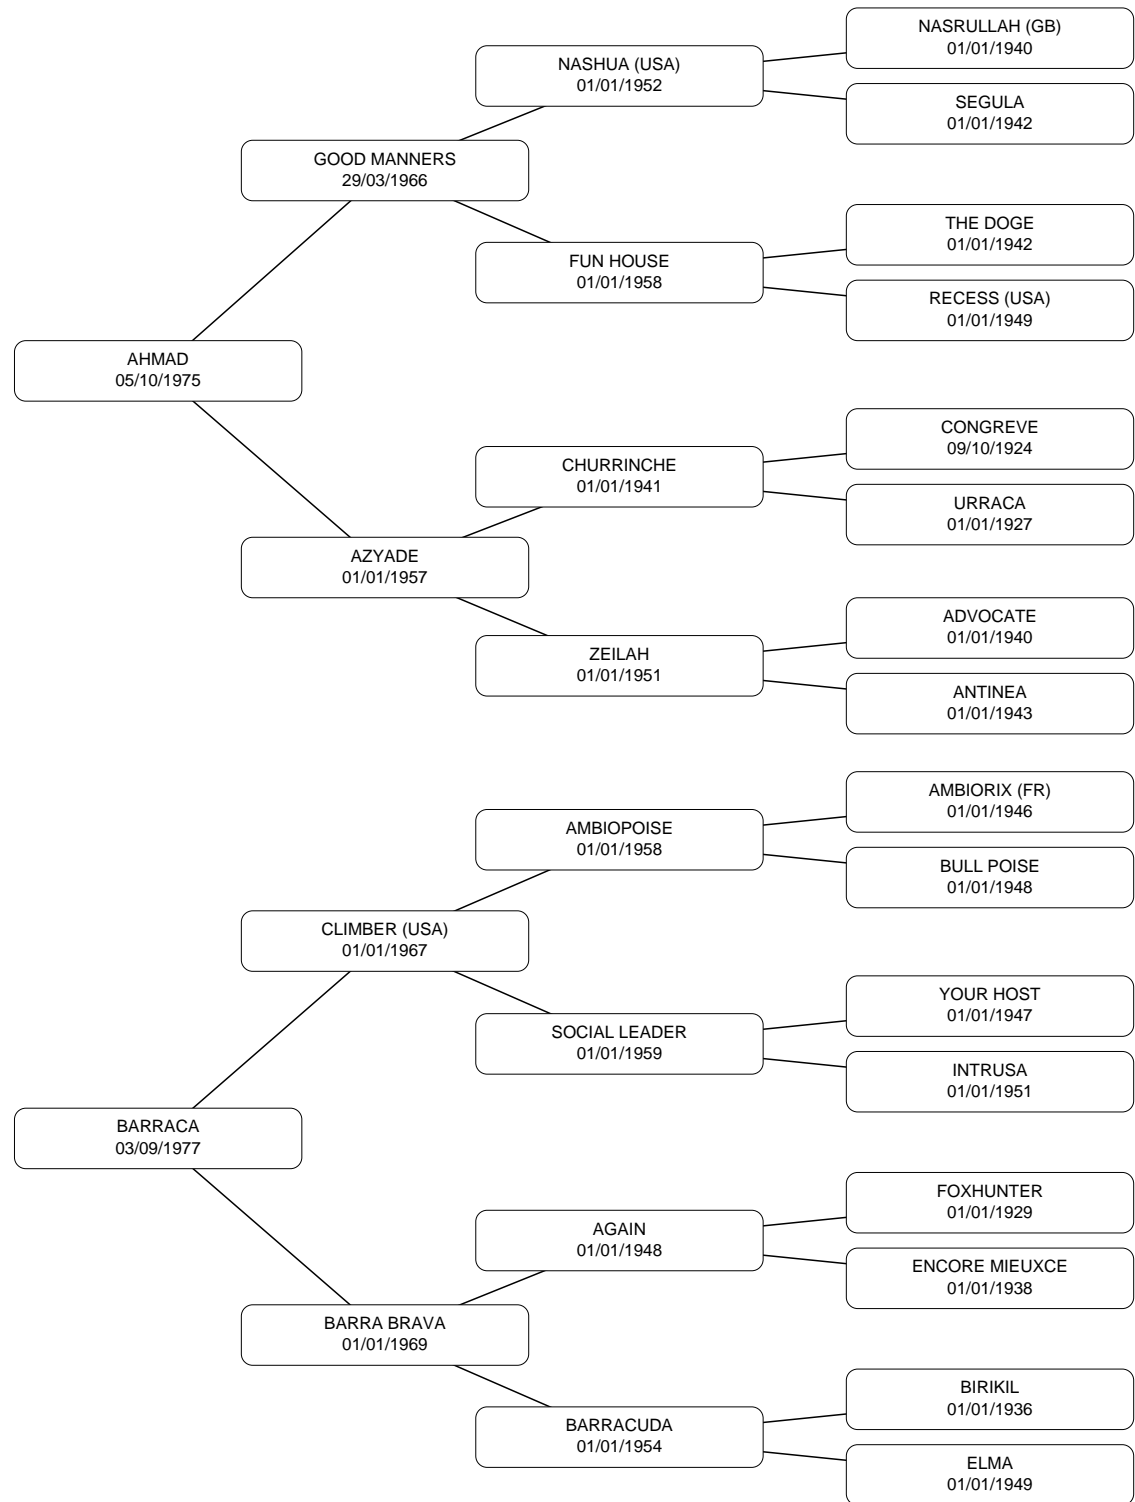 NASRULLAH (GB)
01/01/1940
NASHUA (USA)
01/01/1952
SEGULA
01/01/1942
GOOD MANNERS
29/03/1966
THE DOGE
01/01/1942
FUN HOUSE
01/01/1958
RECESS (USA)
01/01/1949
AHMAD
05/10/1975
CONGREVE
09/10/1924
CHURRINCHE
01/01/1941
URRACA
01/01/1927
AZYADE
01/01/1957
ADVOCATE
01/01/1940
ZEILAH
01/01/1951
ANTINEA
01/01/1943
AMBIORIX (FR)
01/01/1946
AMBIOPOISE
01/01/1958
BULL POISE
01/01/1948
CLIMBER (USA)
01/01/1967
YOUR HOST
01/01/1947
SOCIAL LEADER
01/01/1959
INTRUSA
01/01/1951
BARRACA
03/09/1977
FOXHUNTER
01/01/1929
AGAIN
01/01/1948
ENCORE MIEUXCE
01/01/1938
BARRA BRAVA
01/01/1969
BIRIKIL
01/01/1936
BARRACUDA
01/01/1954
ELMA
01/01/1949